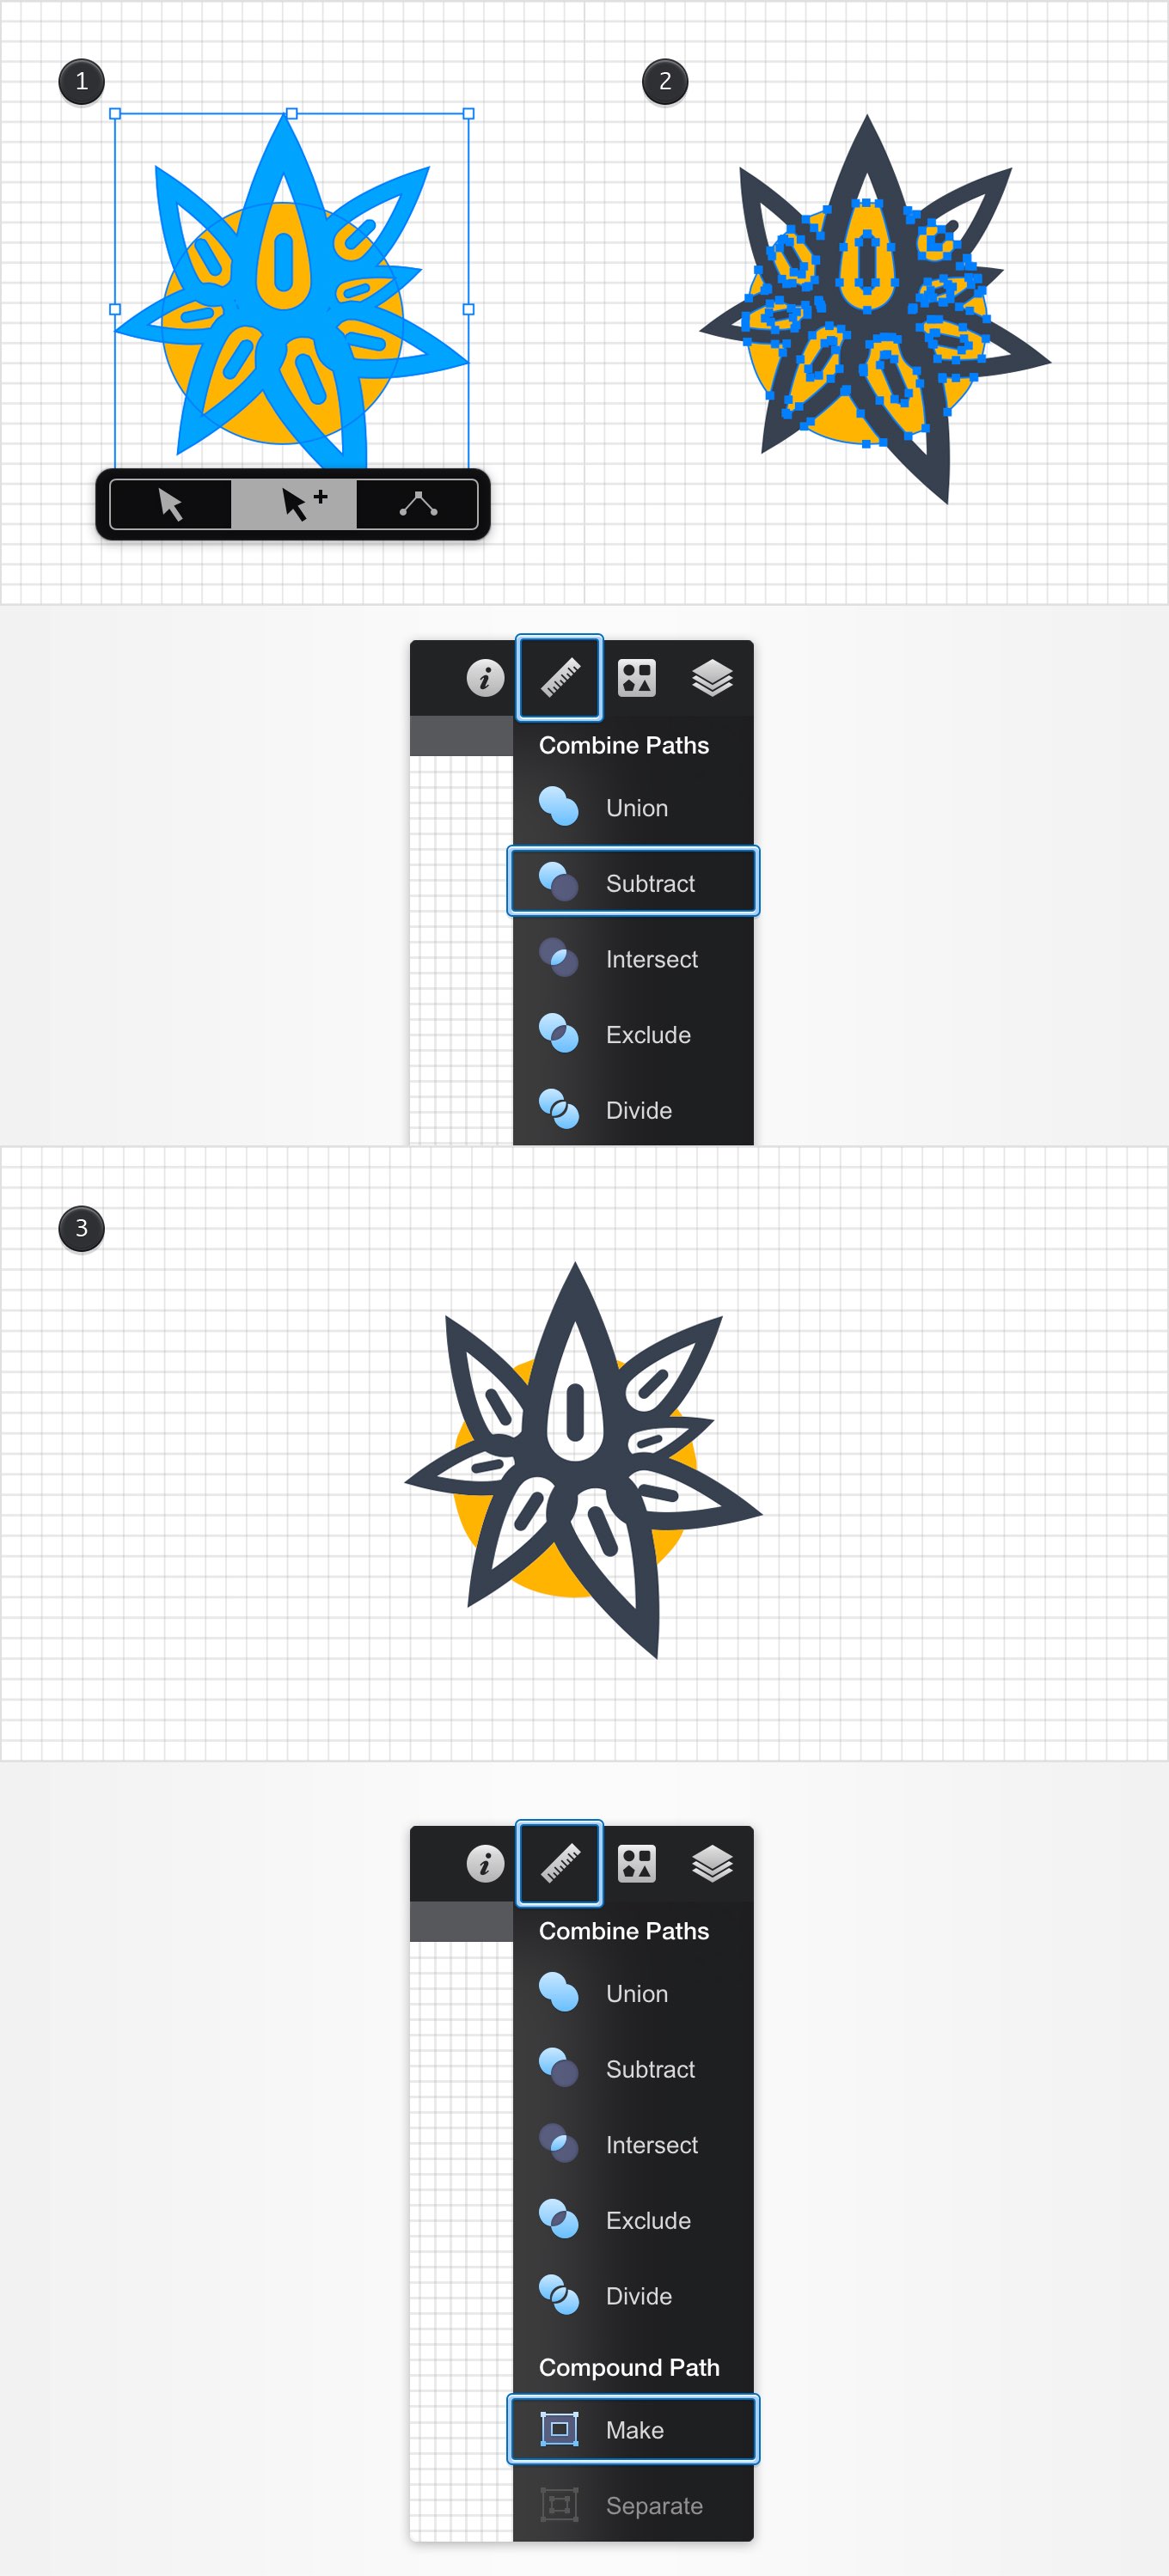 1
2
Combine Paths
Union
Subtract
Intersect
Exclude
Divide
3
Combine Paths
Union
Subtract
Intersect
Exclude
Divide
Compound Path
Make
Separate